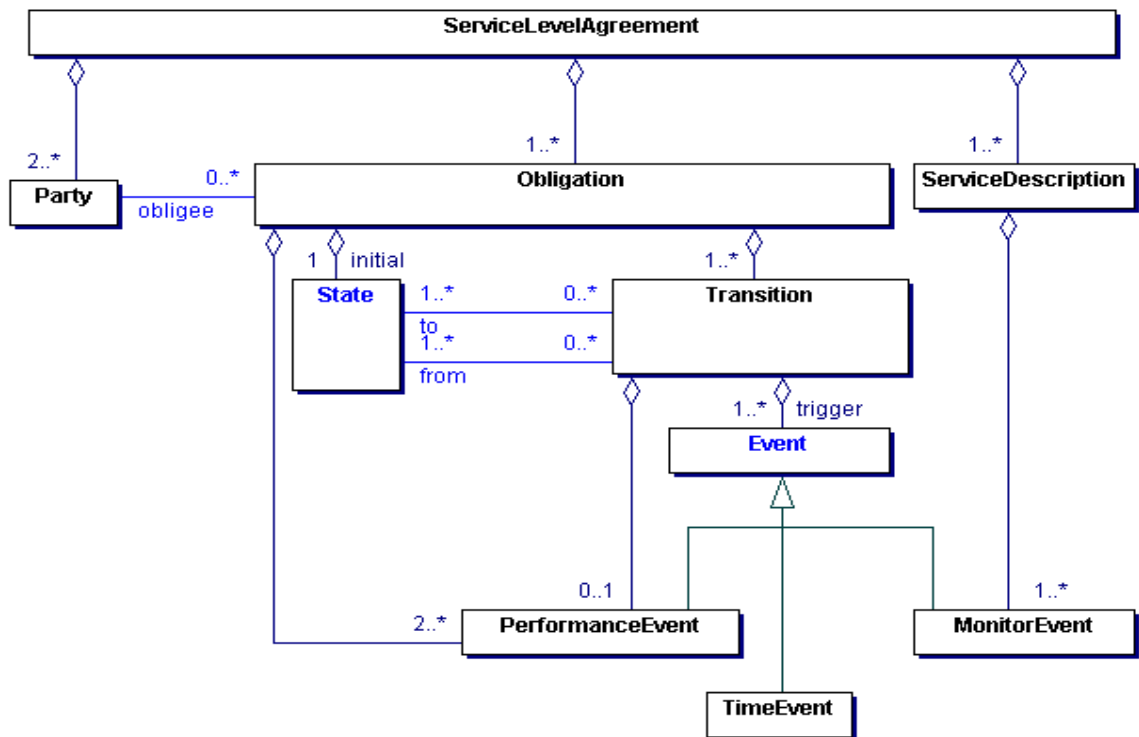 ServiceLevelAgreement
2..*
1..*
1..*
Party
0..*
obligee
Obligation
ServiceDescription
1
initial
1..*
State
1..*
0..*
Transition
to
1..*
0..*
from
1..*
trigger
Event
0..1
1..*
2..*
PerformanceEvent
MonitorEvent
TimeEvent